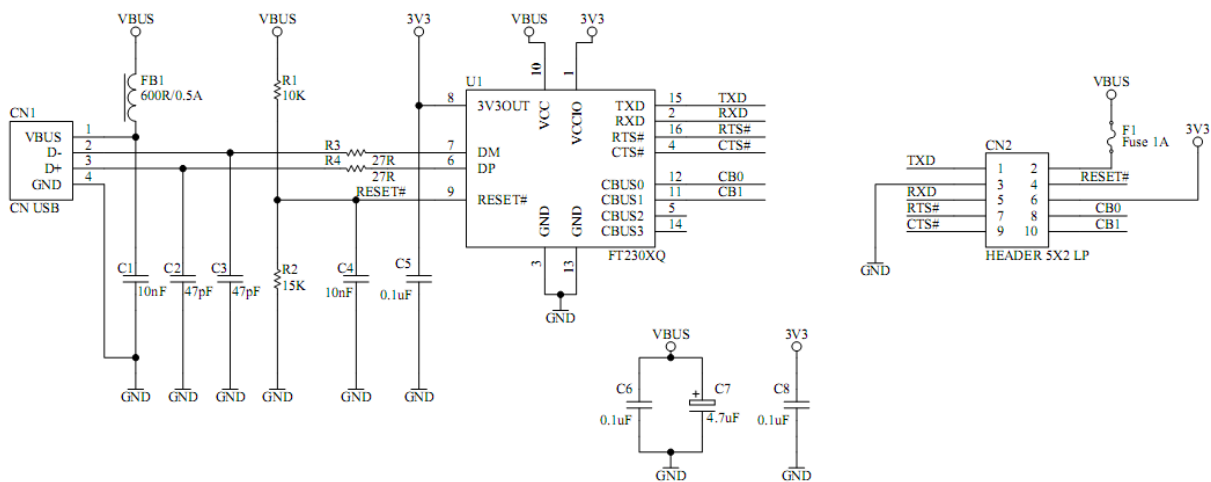 VBUS
VBUS
3V3
VBUS
3V3
FB1
600R/0.5A
R1
10K
U1
10
1
8
3V3OUT
VCC
VCCIO
TXD
15
TXD
RXD
2
RXD
RTS#
16
RTS#
CTS#
4
CTS#
CN1
VBUS
1
D-
2
D+
3
GND
4
CN USB
R3
27R
7
DM
R4
27R
6
DP
RESET#
9
RESET#
CBUS0
12
CB0
CBUS1
11
CB1
CBUS2
5
CBUS3
14
GND
GND
3
13
FT230XQ
GND
C1
10nF
C2
47pF
C3
47pF
R2
15K
C4
10nF
C5
0.1uF
GND
GND
GND
GND
GND
GND
VBUS
F1
Fuse 1A
3V3
CN2
TXD
1
2
3
4
RESET#
RXD
5
6
RTS#
7
8
CB0
CTS#
9
10
CB1
HEADER 5X2 LP
GND
VBUS
3V3
C6
0.1uF
+
C7
4.7uF
C8
0.1uF
GND
GND